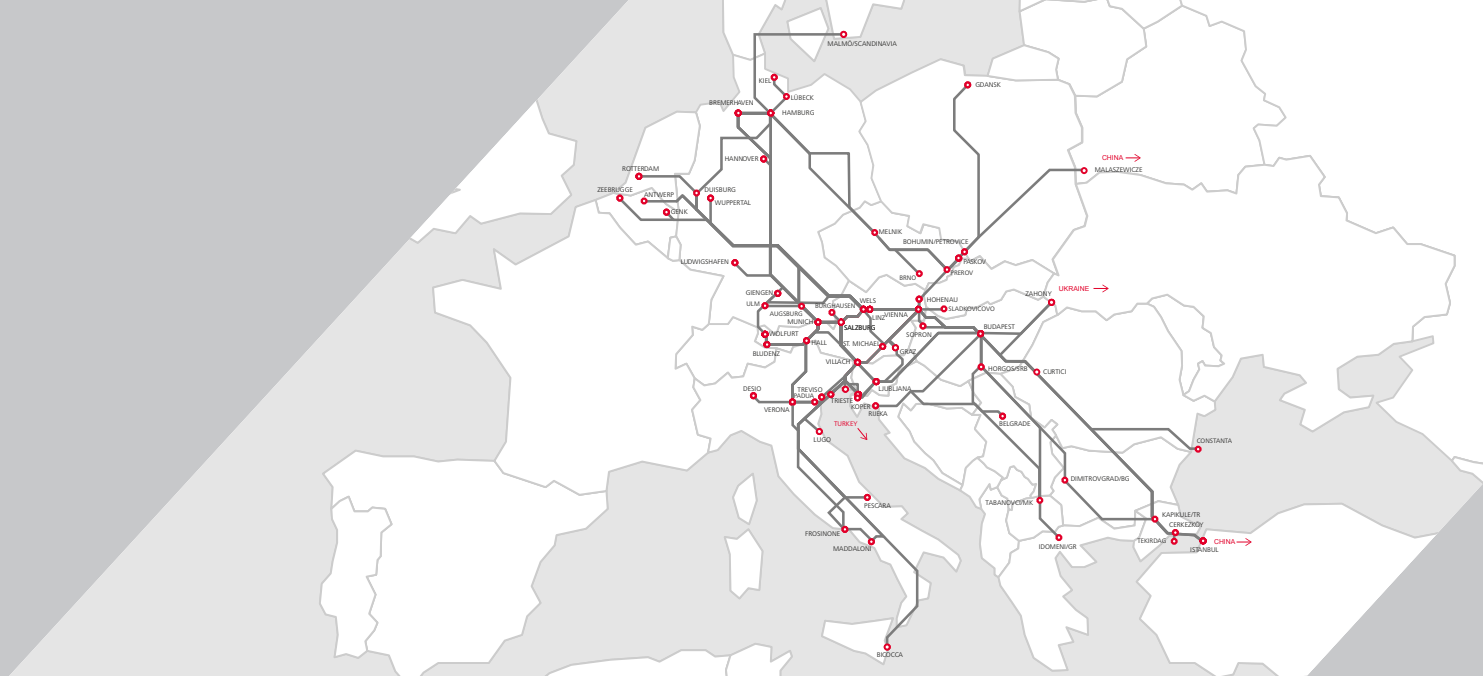 MALMÖ/SCANDINAVIA
KIEL
GDANSK
LÜBECK
BREMERHAVEN
HAMBURG
CHINA
HANNOVER
ROTTERDAM
MALASZEWICZE
ZEEBRUGGE
ANTWERP
DUISBURG
WUPPERTAL
GENK
MELNIK
BOHUMIN/PETROVICE
LUDWIGSHAFEN
PASKOV
PREROV
BRNO
UKRAINE
ZAHONY
GIENGEN
ULM
BURGHAUSEN
WELS
HOHENAU
SLADKOVICOVO
AUGSBURG
LINZ
VIENNA
MUNICH
SALZBURG
BUDAPEST
WOLFURT
SOPRON
HALL
ST. MICHAEL
GRAZ
BLUDENZ
VILLACH
HORGOS/SRB
CURTICI
DESIO
TREVISO
LJUBLJANA
PADUA
TRIESTE
VERONA
KOPER
RIJEKA
TURKEY
BELGRADE
LUGO
CONSTANTA
DIMITROVGRAD/BG
PESCARA
TABANOVCI/MK
KAPIKULE/TR
CERKEZKÖY
FROSINONE
TEKIRDAG
CHINA
MADDALONI
IDOMENI/GR
ISTANBUL
BICOCCA